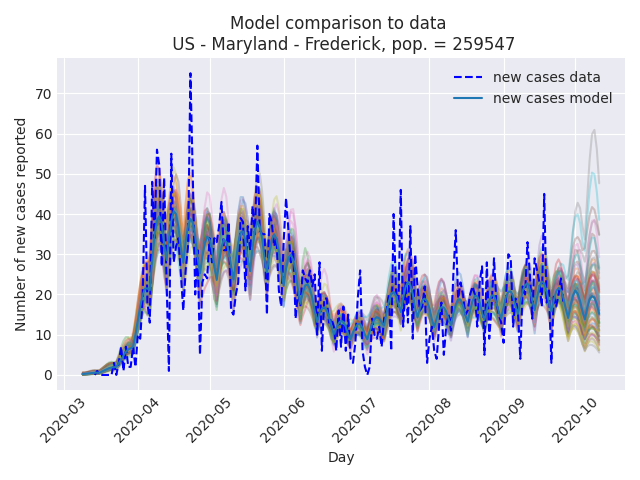 Model comparison to data
US - Maryland - Frederick, pop. = 259547
new cases data
new cases model
Number of new cases reported
70
60
50
40
30
20
10
0
2020-03
2020-04
2020-05
2020-06
2020-07
2020-08
2020-09
2020-10
Day